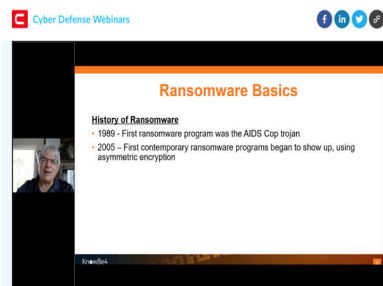 Cyber Defense Webinars
Ransomware Basics
History of Ransomware
• 1989 - First ransomware program was the AIDS Cop trojan
• 2005 – First contemporary ransomware programs began to show up, using
asymmetric encryption
KnowBe4